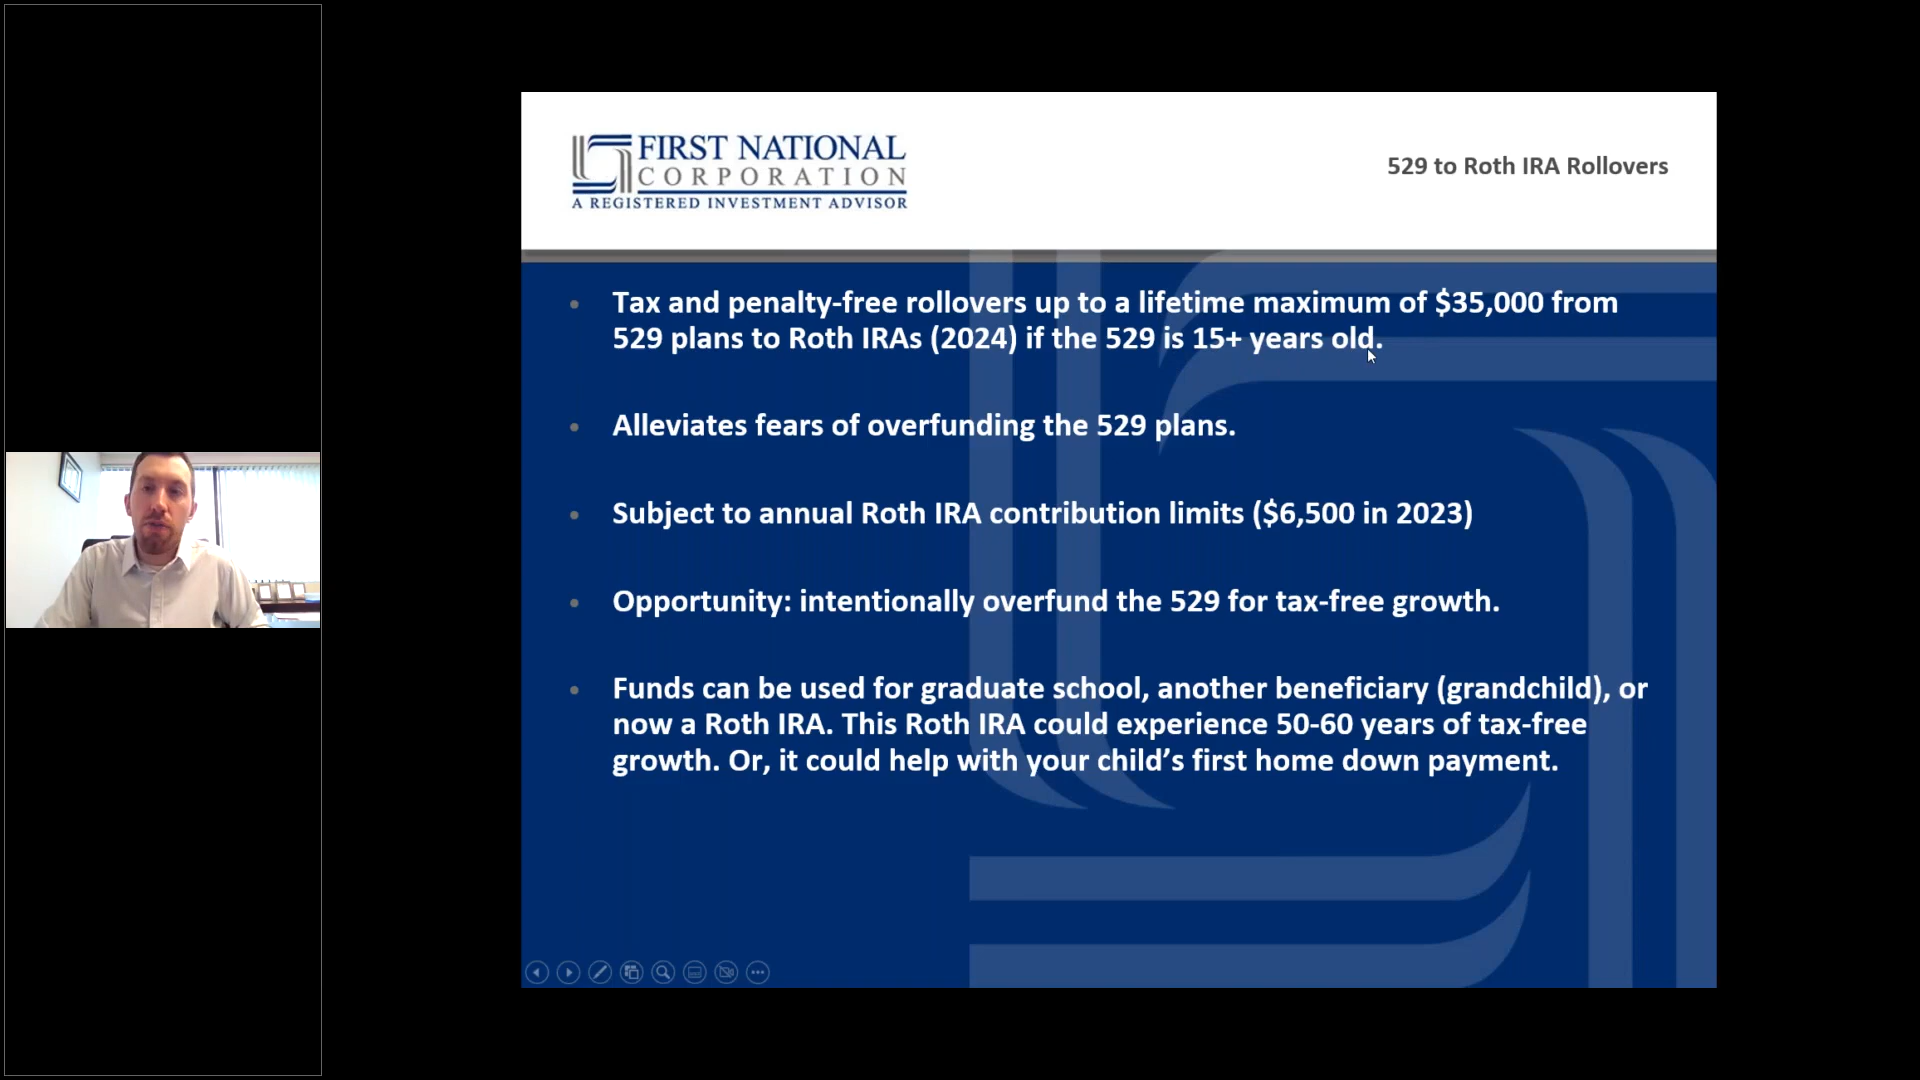 FIRST NATIONAL
CORPORATION
A REGISTERED INVESTMENT ADVISOR
529 to Roth IRA Rollovers
• Tax and penalty-free rollovers up to a lifetime maximum of $35,000 from
529 plans to Roth IRAs (2024) if the 529 is 15+ years old.
• Alleviates fears of overfunding the 529 plans.
• Subject to annual Roth IRA contribution limits ($6,500 in 2023)
• Opportunity: intentionally overfund the 529 for tax-free growth.
• Funds can be used for graduate school, another beneficiary (grandchild), or
now a Roth IRA. This Roth IRA could experience 50-60 years of tax-free
growth. Or, it could help with your child’s first home down payment.